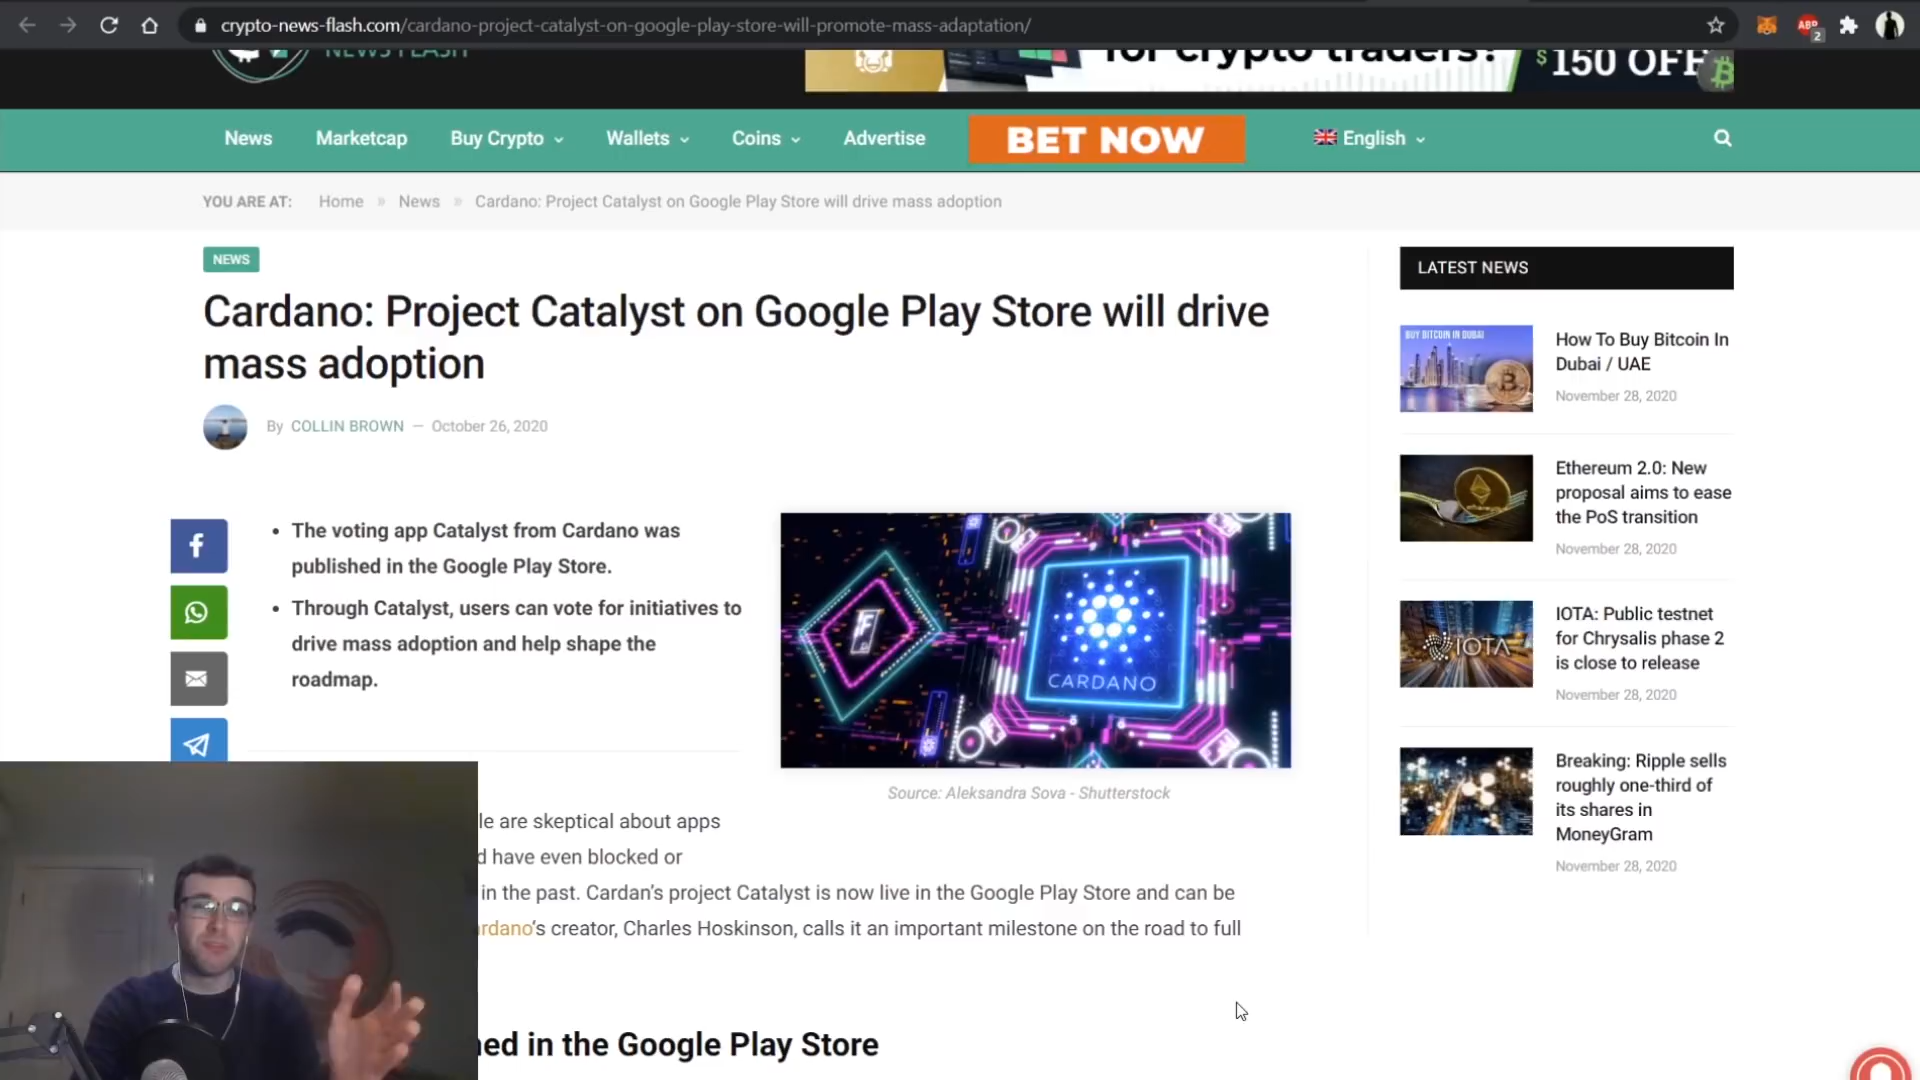 crypto-news-flash.com/cardano-project-catalyst-on-google-play-store-will-promote-mass-adaptation/
2
NEWS FLASH
for crypto traders?
$150 OFF
News
Marketcap
Buy Crypto
Wallets
Coins
Advertise
BET NOW
English
YOU ARE AT: Home » News » Cardano: Project Catalyst on Google Play Store will drive mass adoption
NEWS
Cardano: Project Catalyst on Google Play Store will drive
mass adoption
By COLLIN BROWN — October 26, 2020
• The voting app Catalyst from Cardano was
published in the Google Play Store.
• Through Catalyst, users can vote for initiatives to
drive mass adoption and help shape the
roadmap.
CARDANO
Source: Aleksandra Sova - Shutterstock
le are skeptical about apps
d have even blocked or
in the past. Cardan’s project Catalyst is now live in the Google Play Store and can be
ardano’s creator, Charles Hoskinson, calls it an important milestone on the road to full
hed in the Google Play Store
LATEST NEWS
BUY BITCOIN IN DUBAI
How To Buy Bitcoin In
Dubai / UAE
November 28, 2020
Ethereum 2.0: New
proposal aims to ease
the PoS transition
November 28, 2020
IOTA
IOTA: Public testnet
for Chrysalis phase 2
is close to release
November 28, 2020
Breaking: Ripple sells
roughly one-third of
its shares in
MoneyGram
November 28, 2020